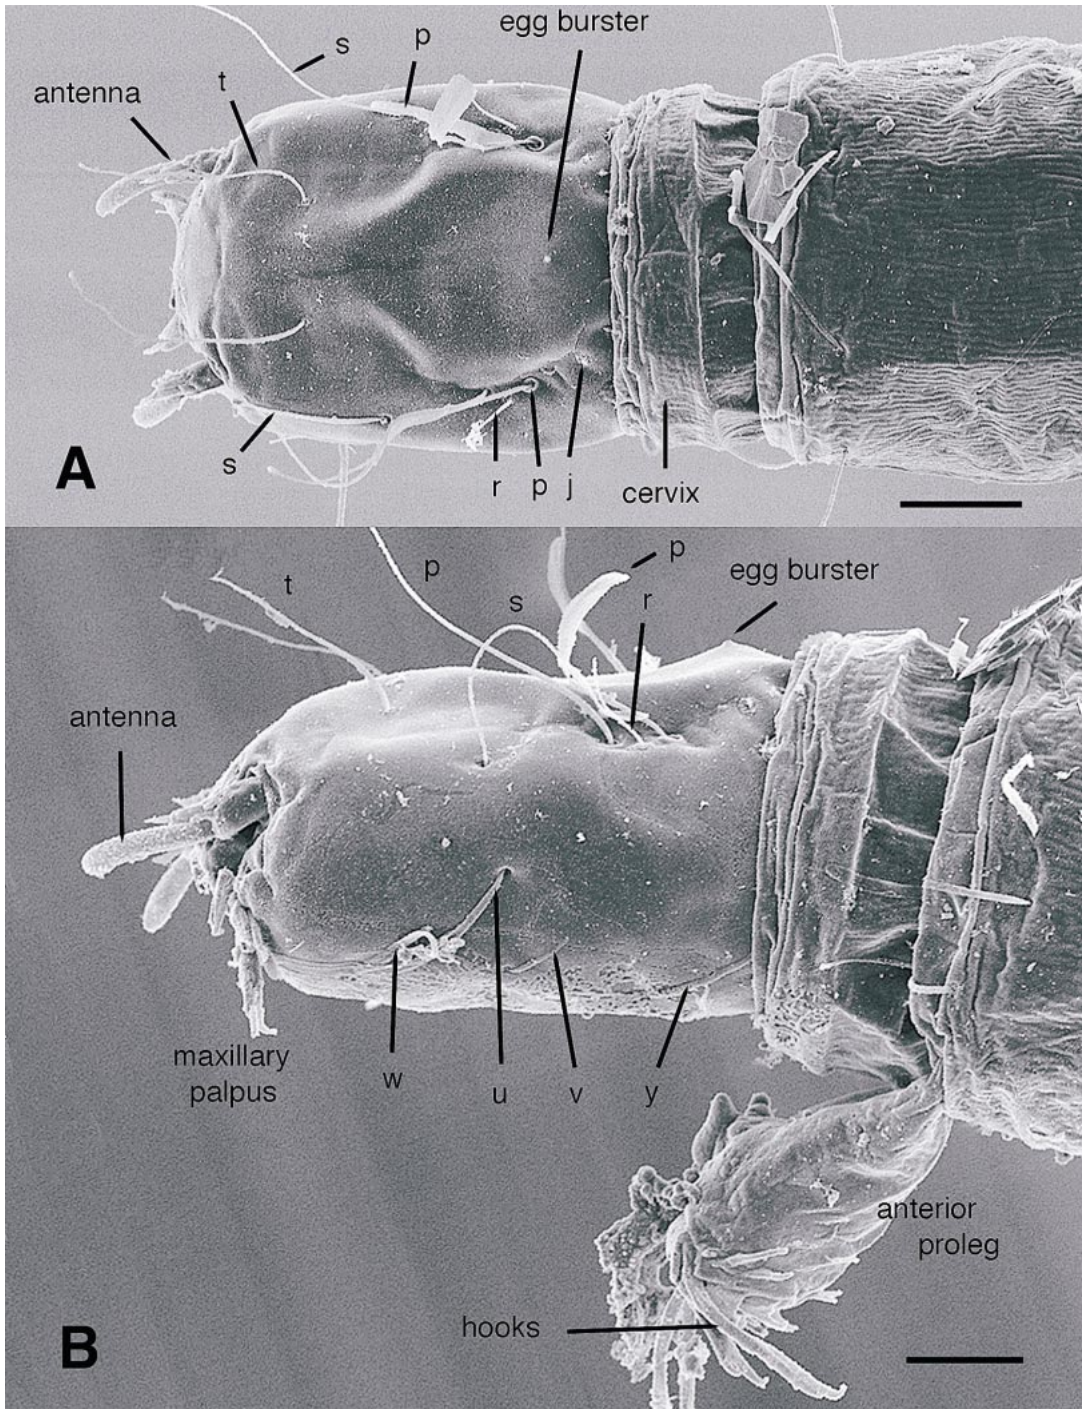 egg burster
s
p
t
antenna
s
A
r
p
j
cervix
p
t
p
egg burster
s
r
antenna
maxillary
palpus
w
u
v
y
anterior
proleg
hooks
B